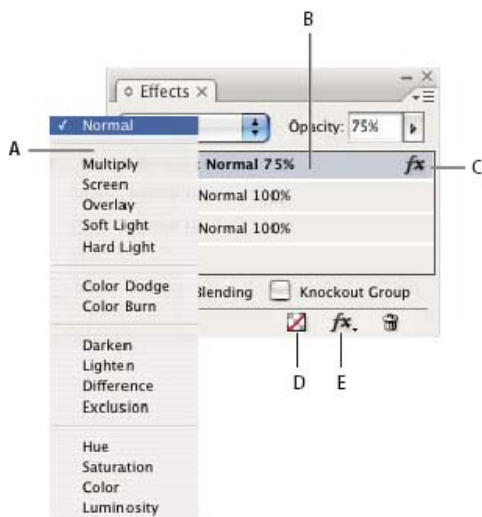 B
Effects
Normal
Opacity: 75%
A
Multiply
: Normal 75%
fx
C
Screen
Normal 100%
Overlay
Soft Light
Normal 100%
Hard Light
Color Dodge
Blending
Knockout Group
Color Burn
fx.
Darken
Lighten
D
E
Difference
Exclusion
Hue
Saturation
Color
Luminosity